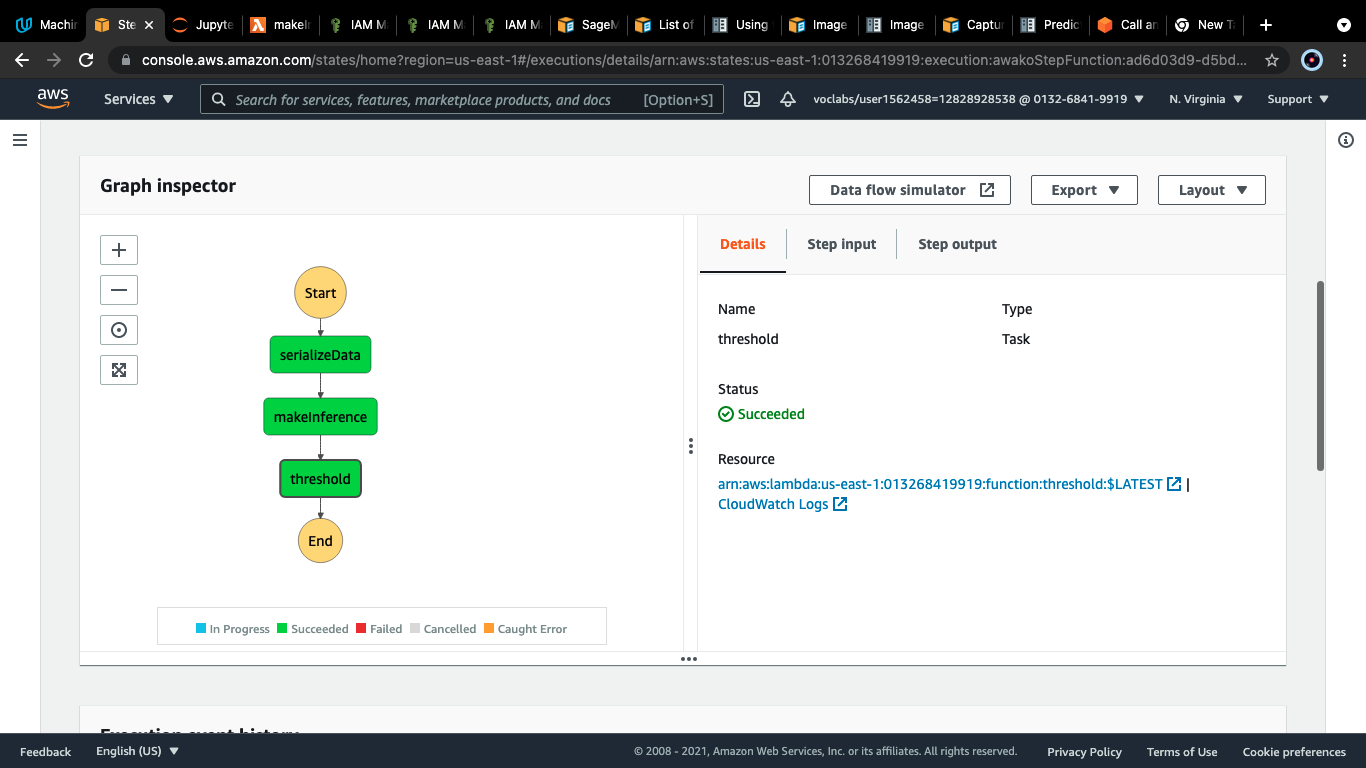 Machin
Ste
Jupyte
makeIn
IAM M
IAM M
IAM M
SageM
List of
Using
Image
Image
Captur
Predic
Call an
New Ta
console.aws.amazon.com/states/home?region=us-east-1#/executions/details/arn:aws:states:us-east-1:013268419919:execution:awakoStepFunction:ad6d03d9-d5bd...
aws
Services
Search for services, features, marketplace products, and docs [Option+S]
voclabs/user1562458=12828928538 @ 0132-6841-9919
N. Virginia
Support
Graph inspector
Data flow simulator
Export
Layout
Details
Step input
Step output
Start
serializeData
makeInference
threshold
End
In Progress Succeeded Failed Cancelled Caught Error
Name
threshold
Type
Task
Status
Succeeded
Resource
arn:aws:lambda:us-east-1:013268419919:function:threshold:$LATEST |
CloudWatch Logs
Execution event history
Feedback
English (US)
© 2008 - 2021, Amazon Web Services, Inc. or its affiliates. All rights reserved.
Privacy Policy
Terms of Use
Cookie preferences